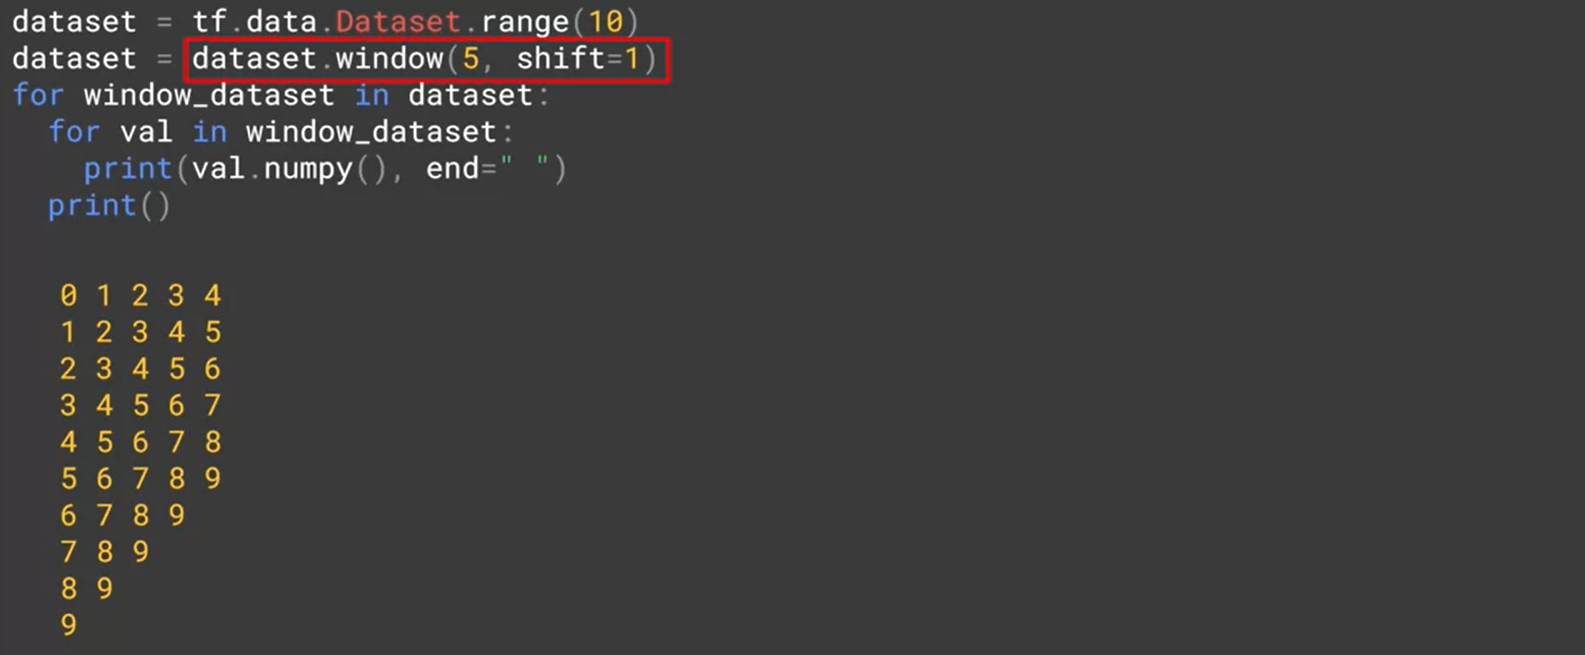 dataset = tf.data.Dataset.range(10)
dataset = dataset.window(5, shift=1)
for window_dataset in dataset:
  for val in window_dataset:
    print(val.numpy(), end=" ")
  print()
0 1 2 3 4
1 2 3 4 5
2 3 4 5 6
3 4 5 6 7
4 5 6 7 8
5 6 7 8 9
6 7 8 9
7 8 9
8 9
9